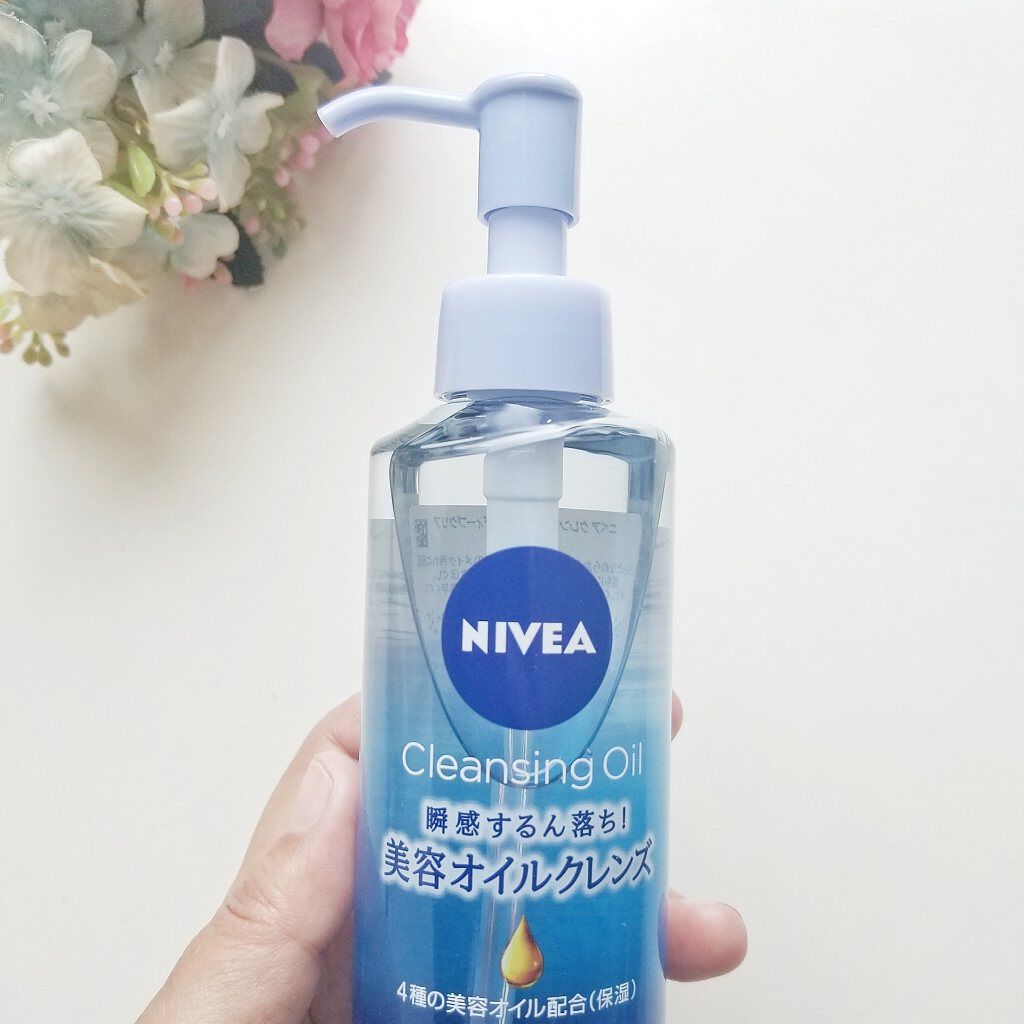 NIVEA
Cleansing Oil
瞬感するん落ち!
美容オイルクレンズ
4種の美容オイル配合(保湿)